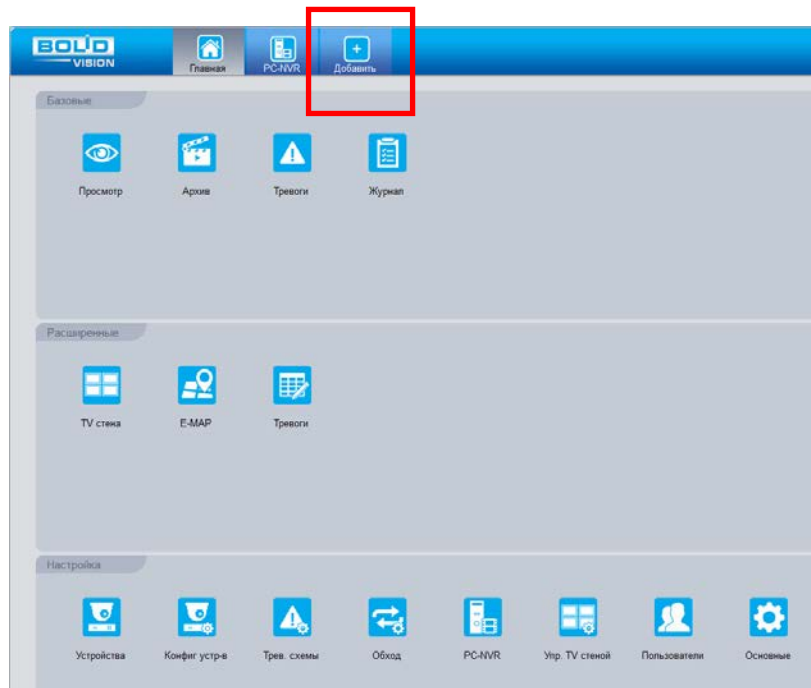 BOLID
VISION
Главная
PC-NVR
Добавить
Базовые
Просмотр
Архив
Тревоги
Журнал
Расширенные
TV стена
E-MAP
Тревоги
Настройка
Устройства
Конфиг устр-в
Трев. схемы
Обход
PC-NVR
Упр. TV стеной
Пользователи
Основные